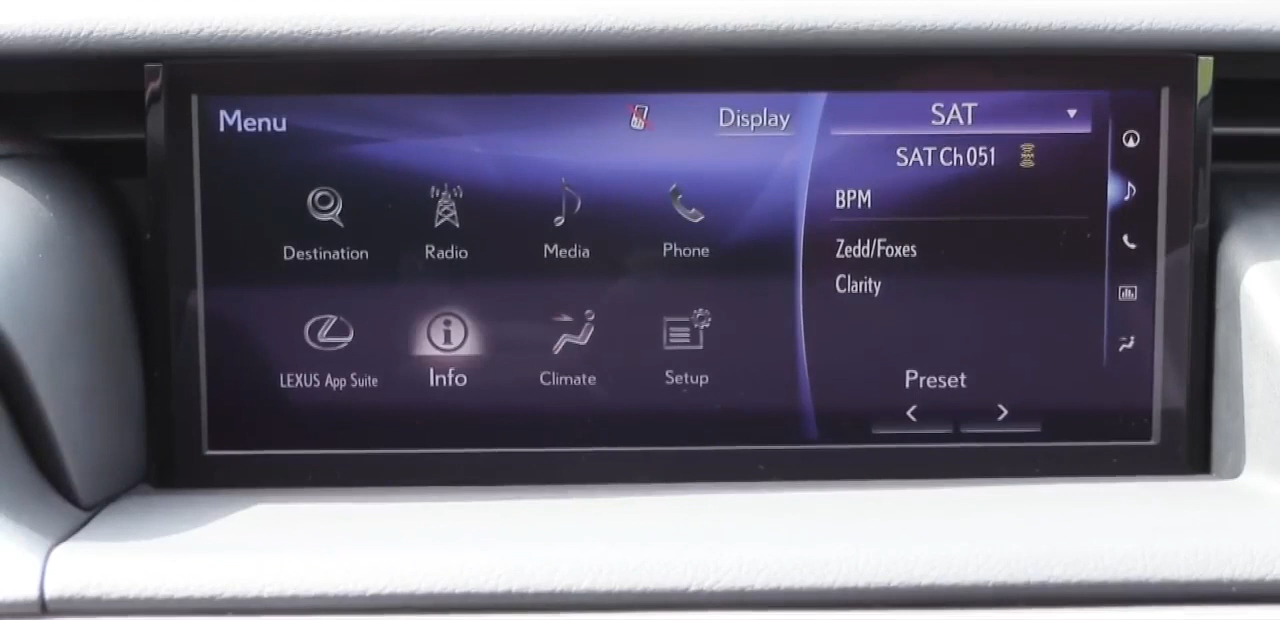 Menu
Display
SAT
SAT Ch 051
BPM
Zedd/Foxes
Clarity
Destination
Radio
Media
Phone
LEXUS App Suite
Info
Climate
Setup
Preset